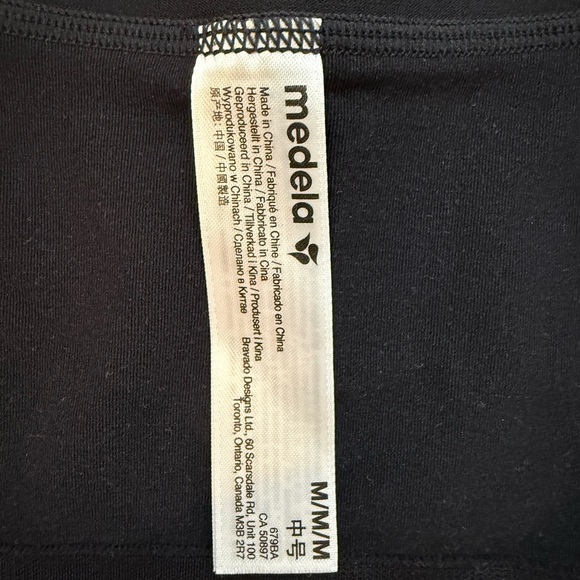 medela
Made in China / Fabriqué en Chine / Fabricado en China
Hergestellt in China / Fabbricato in Cina
Geproduceerd in China / Tillverkad i Kina / Produsert i Kina
Wyprodukowano w Chinach / Сделано в Китае
原产地：中国 / 中國製造
M/M/M
中号
679BA
CA 50897
Bravado Designs Ltd., 60 Scarsdale Rd, Unit 100
Toronto, Ontario, Canada M3B 2R7